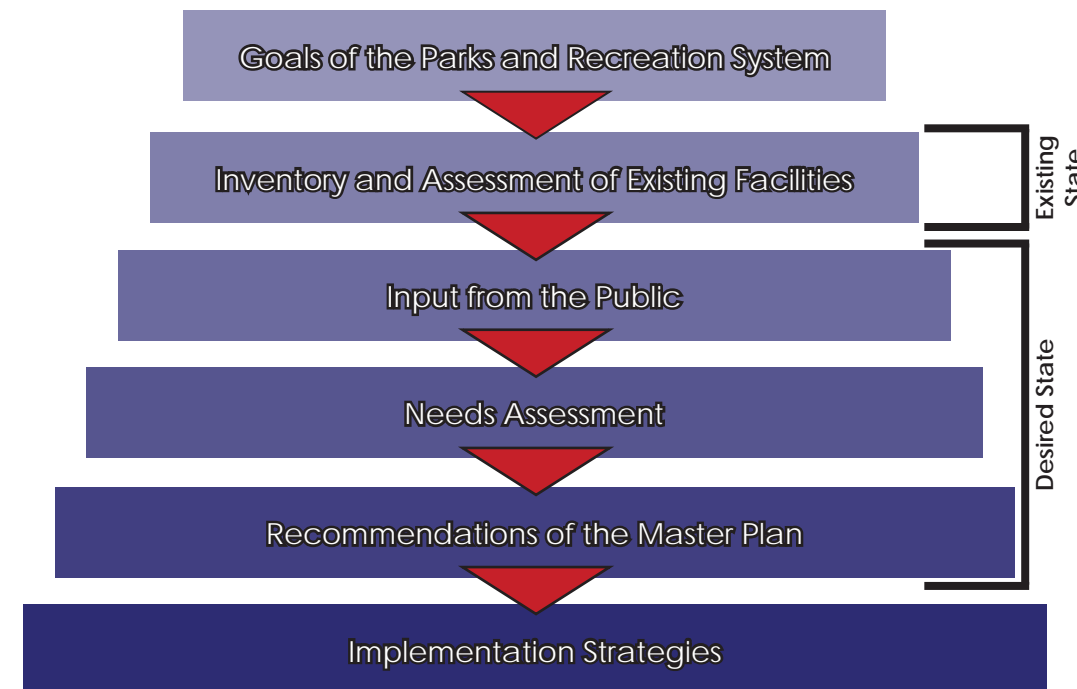 Goals of the Parks and Recreation System
Inventory and Assessment of Existing Facilities
Existing
State
Input from the Public
Needs Assessment
Desired State
Recommendations of the Master Plan
Implementation Strategies